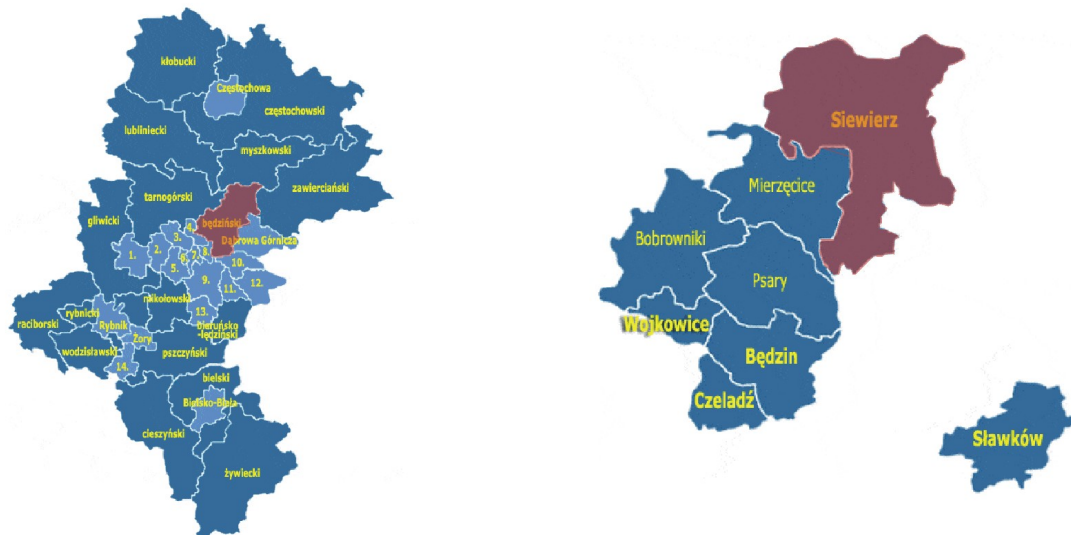 kłobucki
Częstochowa
częstochowski
lubliniecki
myszkowski
zawierciański
tarnogórski
gliwicki
będziński
4.
3.
Dąbrowa Górnicza
1.
2.
6.
7.
8.
5.
10.
9.
11.
12.
mikołowski
13.
rybnicki
raciborski
Rybnik
bieruńsko
-lędziński
Żory
wodzisławski
pszczyński
14.
bielski
Bielsko-Biała
cieszyński
żywiecki
Siewierz
Mierzęcice
Bobrowniki
Psary
Wojkowice
Będzin
Czeladź
Sławków